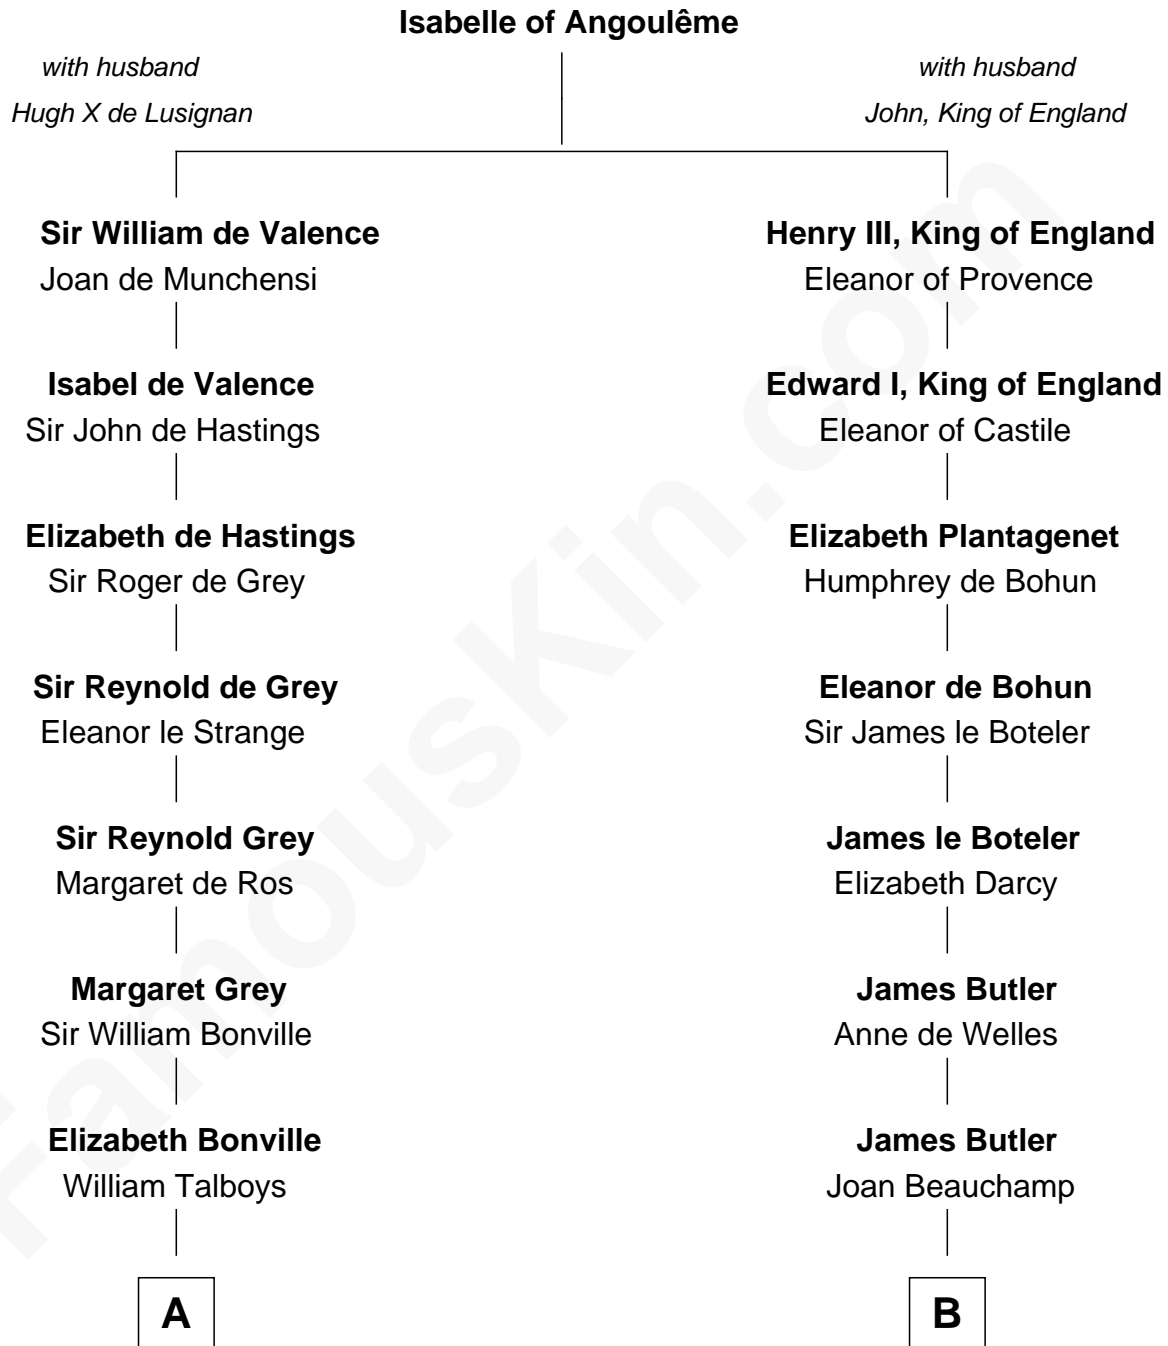 Isabelle of Angoulême
with husband
Hugh X de Lusignan
with husband
John, King of England
Sir William de Valence
Joan de Munchensi
Henry III, King of England
Eleanor of Provence
Isabel de Valence
Sir John de Hastings
Edward I, King of England
Eleanor of Castile
Elizabeth de Hastings
Sir Roger de Grey
Elizabeth Plantagenet
Humphrey de Bohun
Sir Reynold de Grey
Eleanor le Strange
Eleanor de Bohun
Sir James le Boteler
Sir Reynold Grey
Margaret de Ros
James le Boteler
Elizabeth Darcy
Margaret Grey
Sir William Bonville
James Butler
Anne de Welles
Elizabeth Bonville
William Talboys
James Butler
Joan Beauchamp
A
B
FamousKin.com